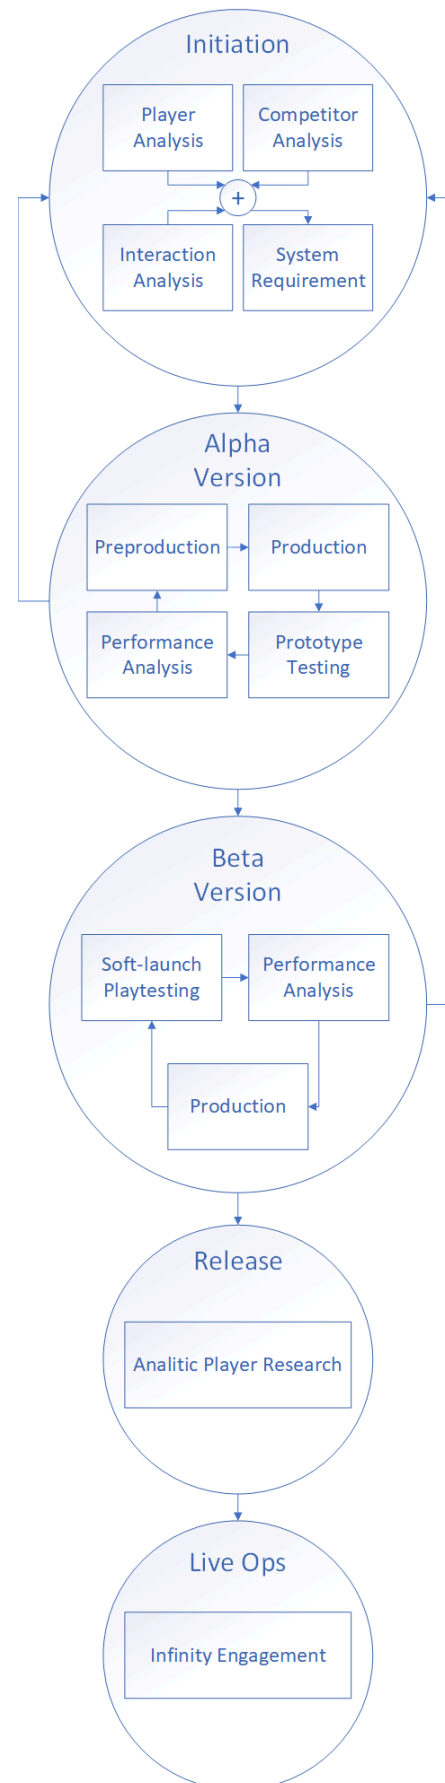 Initiation
Player
Analysis
Competitor
Analysis
+
Interaction
Analysis
System
Requirement
Alpha
Version
Preproduction
Production
Performance
Analysis
Prototype
Testing
Beta
Version
Soft-launch
Playtesting
Performance
Analysis
Production
Release
Analitic Player Research
Live Ops
Infinity Engagement